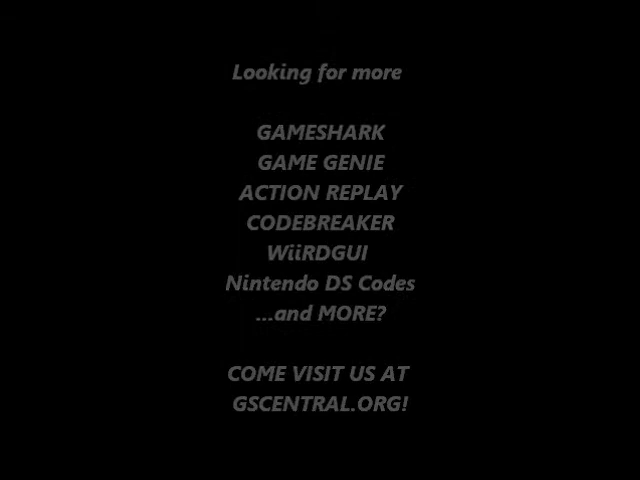 Looking for more
GAMESHARK
GAME GENIE
ACTION REPLAY
CODEBREAKER
WiiRDGUI
Nintendo DS Codes
...and MORE?
COME VISIT US AT
GSCENTRAL.ORG!